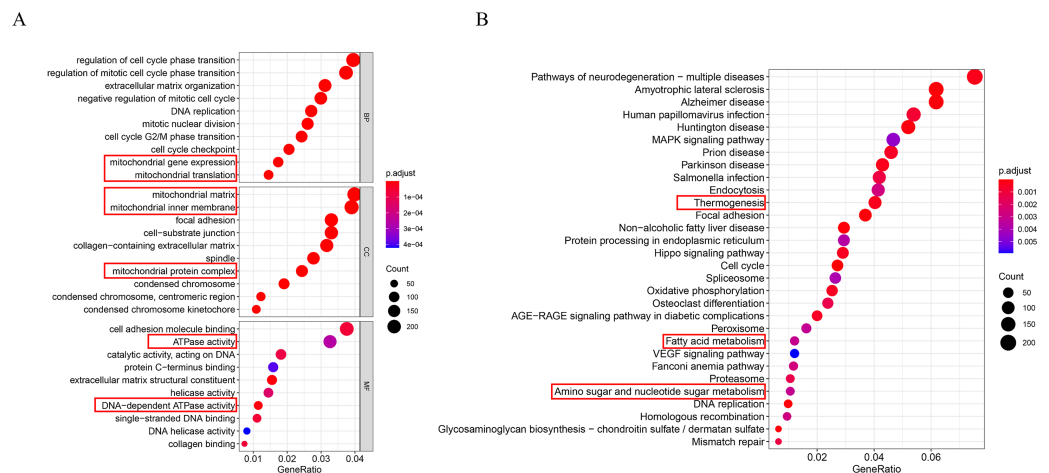 A
regulation of cell cycle phase transition
regulation of mitotic cell cycle phase transition
extracellular matrix organization
negative regulation of mitotic cell cycle
DNA replication
mitotic nuclear division
cell cycle G2/M phase transition
cell cycle checkpoint
mitochondrial gene expression
mitochondrial translation
BP
mitochondrial matrix
mitochondrial inner membrane
focal adhesion
cell-substrate junction
collagen-containing extracellular matrix
spindle
mitochondrial protein complex
condensed chromosome
condensed chromosome, centromeric region
condensed chromosome kinetochore
CC
cell adhesion molecule binding
ATPase activity
catalytic activity, acting on DNA
protein C-terminus binding
extracellular matrix structural constituent
helicase activity
DNA-dependent ATPase activity
single-stranded DNA binding
DNA helicase activity
collagen binding
MF
0.01 0.02 0.03 0.04
GeneRatio
p.adjust
1e-04
2e-04
3e-04
4e-04
Count
50
100
150
200
B
Pathways of neurodegeneration − multiple diseases
Amyotrophic lateral sclerosis
Alzheimer disease
Human papillomavirus infection
Huntington disease
MAPK signaling pathway
Prion disease
Parkinson disease
Salmonella infection
Endocytosis
Thermogenesis
Focal adhesion
Non-alcoholic fatty liver disease
Protein processing in endoplasmic reticulum
Hippo signaling pathway
Cell cycle
Spliceosome
Oxidative phosphorylation
Osteoclast differentiation
AGE-RAGE signaling pathway in diabetic complications
Peroxisome
Fatty acid metabolism
VEGF signaling pathway
Fanconi anemia pathway
Proteasome
Amino sugar and nucleotide sugar metabolism
DNA replication
Homologous recombination
Glycosaminoglycan biosynthesis − chondroitin sulfate / dermatan sulfate
Mismatch repair
0.02 0.04 0.06
GeneRatio
p.adjust
0.001
0.002
0.003
0.004
0.005
Count
50
100
150
200